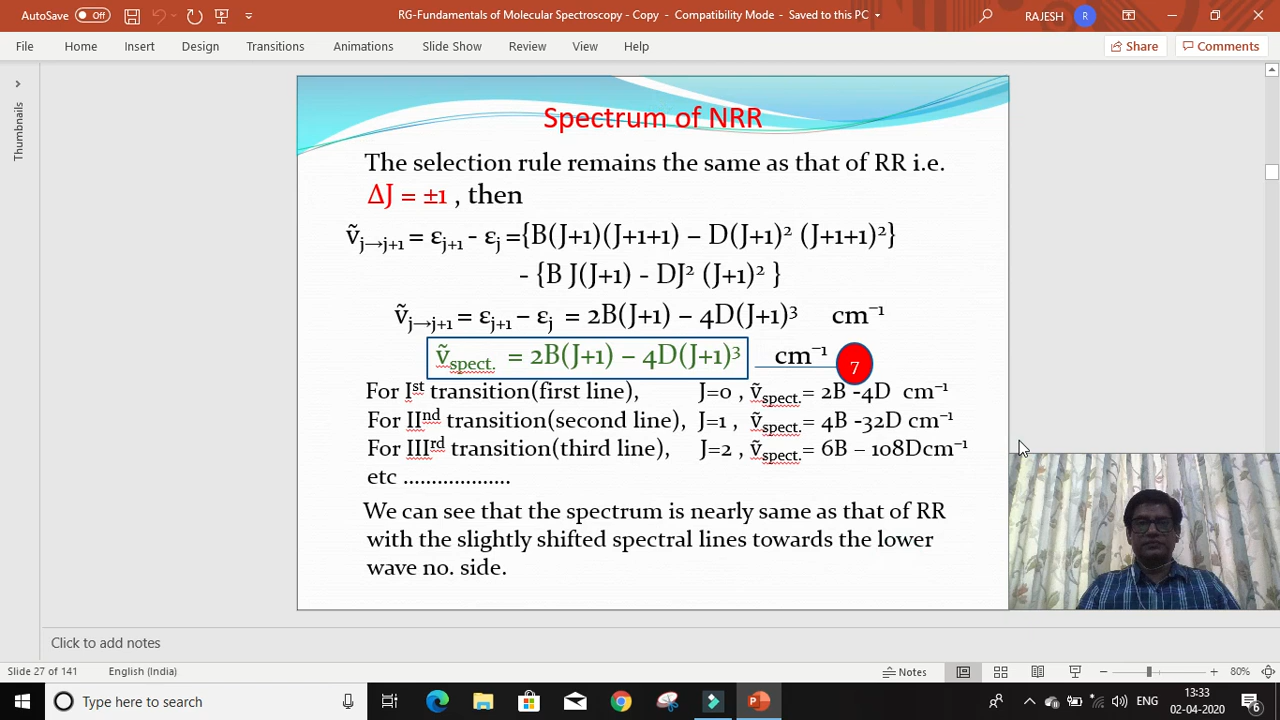 AutoSave Off RG-Fundamentals of Molecular Spectroscopy - Copy - Compatibility Mode - Saved to this PC RAJESH R
File Home Insert Design Transitions Animations Slide Show Review View Help Share Comments
Thumbnails
Spectrum of NRR
The selection rule remains the same as that of RR i.e.
ΔJ = ±1 , then
ṽj→j+1 = εj+1 - εj ={B(J+1)(J+1+1) – D(J+1)² (J+1+1)²}
- {B J(J+1) - DJ² (J+1)² }
ṽj→j+1 = εj+1 – εj = 2B(J+1) – 4D(J+1)³ cm⁻¹
ṽspect. = 2B(J+1) – 4D(J+1)³ cm⁻¹ 7
For Ist transition(first line), J=0 , ṽspect.= 2B -4D cm⁻¹
For IInd transition(second line), J=1 , ṽspect.= 4B -32D cm⁻¹
For IIIrd transition(third line), J=2 , ṽspect.= 6B – 108Dcm⁻¹
etc ...................
We can see that the spectrum is nearly same as that of RR
with the slightly shifted spectral lines towards the lower
wave no. side.
Click to add notes
Slide 27 of 141 English (India) Notes 80%
Type here to search ENG 13:33
02-04-2020 6